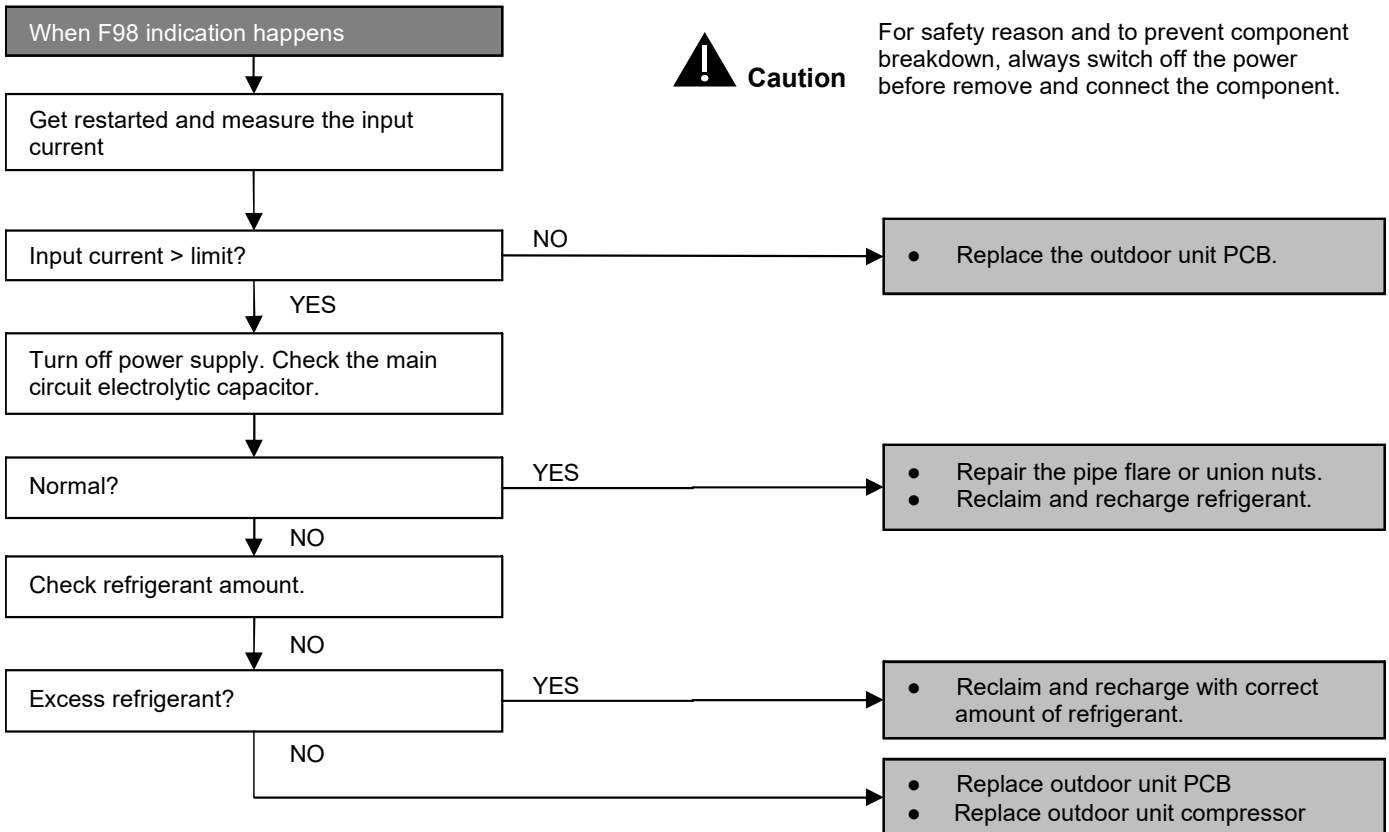 When F98 indication happens
Caution
For safety reason and to prevent component
breakdown, always switch off the power
before remove and connect the component.
Get restarted and measure the input
current
Input current > limit?
NO
● Replace the outdoor unit PCB.
YES
Turn off power supply. Check the main
circuit electrolytic capacitor.
Normal?
YES
● Repair the pipe flare or union nuts.
● Reclaim and recharge refrigerant.
NO
Check refrigerant amount.
NO
Excess refrigerant?
YES
● Reclaim and recharge with correct
amount of refrigerant.
NO
● Replace outdoor unit PCB
● Replace outdoor unit compressor